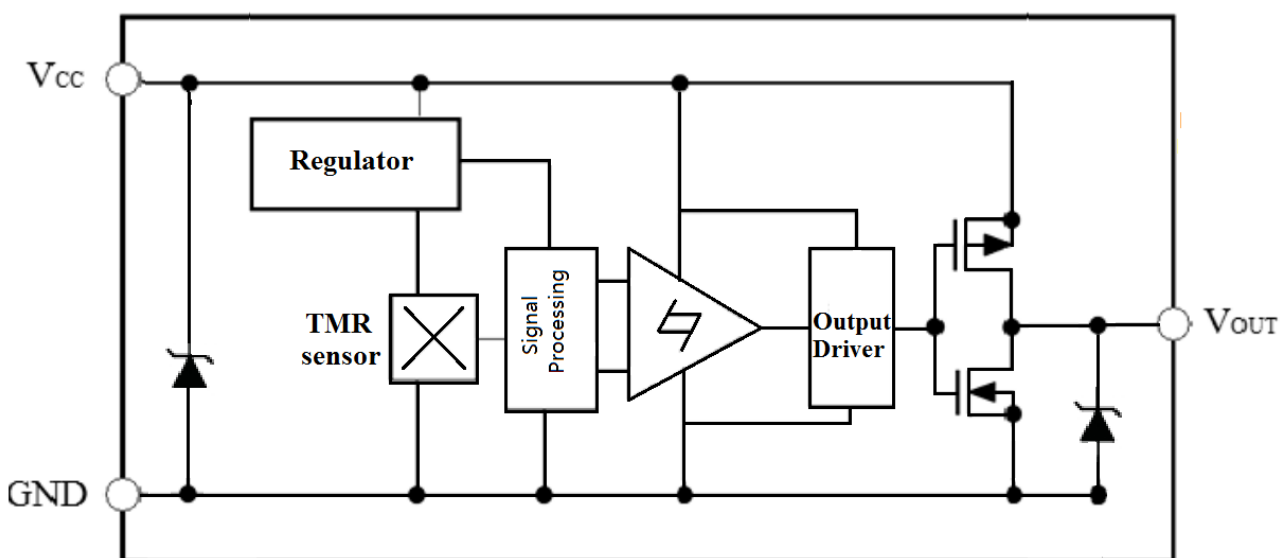 VCC
Regulator
TMR
sensor
Signal
Processing
Output
Driver
VOUT
GND